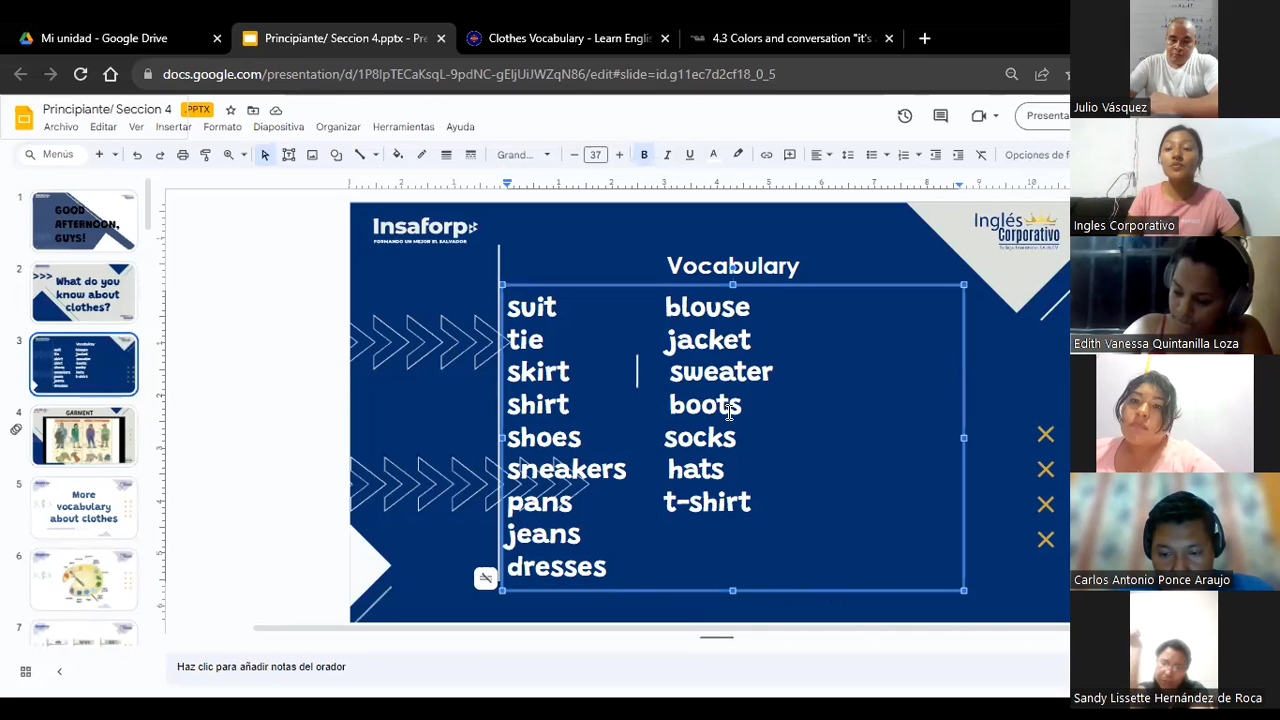 Mi unidad - Google Drive
Principiante/ Seccion 4.pptx - Pre
Clothes Vocabulary - Learn Englis
4.3 Colors and conversation "it's
docs.google.com/presentation/d/1P8lpTECaKsqL-9pdNC-gEljUiJWZqN86/edit#slide=id.g11ec7d2cf18_0_5
Principiante/ Seccion 4
.PPTX
Presenta
Archivo Editar Ver Insertar Formato Diapositiva Organizar Herramientas Ayuda
Menús
Grand...
37
Opciones de f
1
GOOD
AFTERNOON,
GUYS!
2
What do you
know about
clothes?
3
Vocabulary
4
GARMENT
5
More
vocabulary
about clothes
6
7
Insaforp
FORMANDO UN MEJOR EL SALVADOR
Inglés
Corporativo
Vocabulary
suit blouse
tie jacket
skirt sweater
shirt boots
shoes socks
sneakers hats
pans t-shirt
jeans
dresses
Haz clic para añadir notas del orador
Julio Vásquez
Ingles Corporativo
Edith Vanessa Quintanilla Loza
Carlos Antonio Ponce Araujo
Sandy Lissette Hernández de Roca